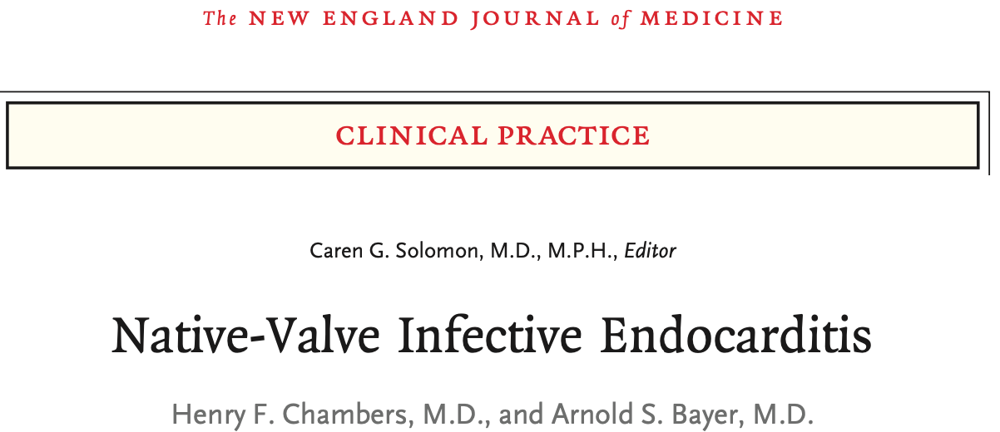 The NEW ENGLAND JOURNAL of MEDICINE
CLINICAL PRACTICE
Caren G. Solomon, M.D., M.P.H., Editor
Native-Valve Infective Endocarditis
Henry F. Chambers, M.D., and Arnold S. Bayer, M.D.